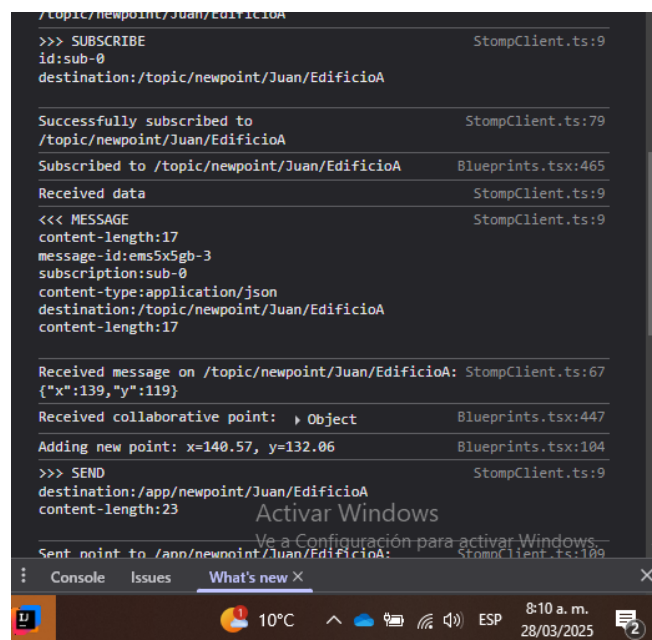 /topic/newpoint/Juan/EdificioA
>>> SUBSCRIBE StompClient.ts:9
id:sub-0
destination:/topic/newpoint/Juan/EdificioA
Successfully subscribed to StompClient.ts:79
/topic/newpoint/Juan/EdificioA
Subscribed to /topic/newpoint/Juan/EdificioA Blueprints.tsx:465
Received data StompClient.ts:9
<<< MESSAGE StompClient.ts:9
content-length:17
message-id:ems5x5gb-3
subscription:sub-0
content-type:application/json
destination:/topic/newpoint/Juan/EdificioA
content-length:17
Received message on /topic/newpoint/Juan/EdificioA: StompClient.ts:67
{"x":139,"y":119}
Received collaborative point: Object Blueprints.tsx:447
Adding new point: x=140.57, y=132.06 Blueprints.tsx:104
>>> SEND StompClient.ts:9
destination:/app/newpoint/Juan/EdificioA
content-length:23
Activar Windows
Ve a Configuración para activar Windows.
Sent point to /app/newpoint/Juan/EdificioA: StompClient.ts:109
Console Issues What's new
IJ 1 10°C ESP 8:10 a. m.
28/03/2025 2